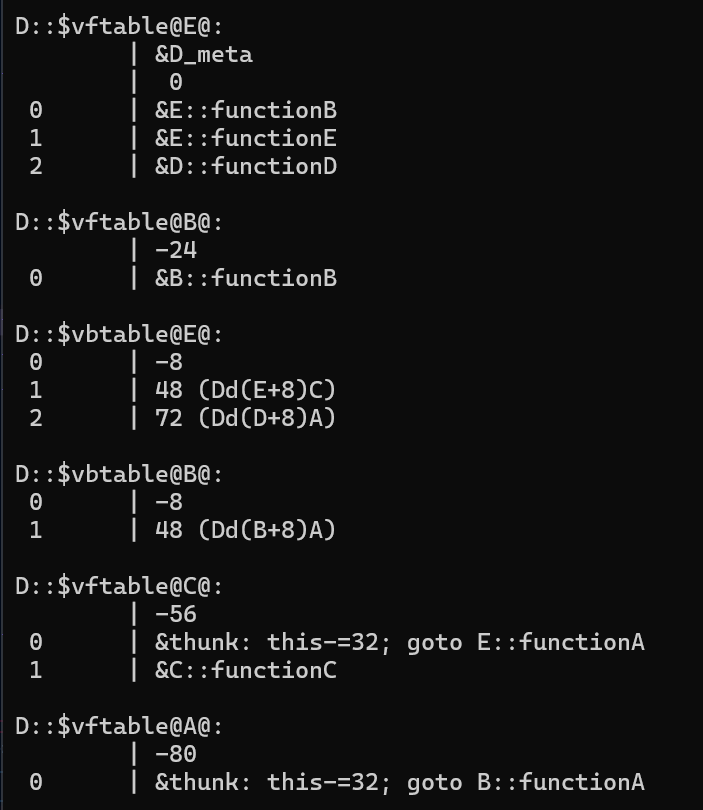 D::$vftable@E@:
        | &D_meta
        |  0
 0      | &E::functionB
 1      | &E::functionE
 2      | &D::functionD

D::$vftable@B@:
        | -24
 0      | &B::functionB

D::$vbtable@E@:
 0      | -8
 1      | 48 (Dd(E+8)C)
 2      | 72 (Dd(D+8)A)

D::$vbtable@B@:
 0      | -8
 1      | 48 (Dd(B+8)A)

D::$vftable@C@:
        | -56
 0      | &thunk: this-=32; goto E::functionA
 1      | &C::functionC

D::$vftable@A@:
        | -80
 0      | &thunk: this-=32; goto B::functionA